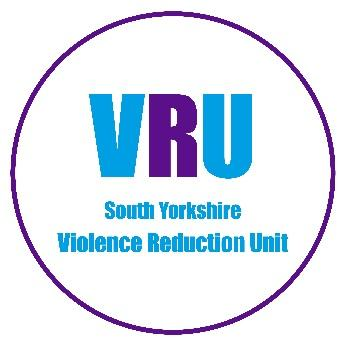 VRU
South Yorkshire
Violence Reduction Unit